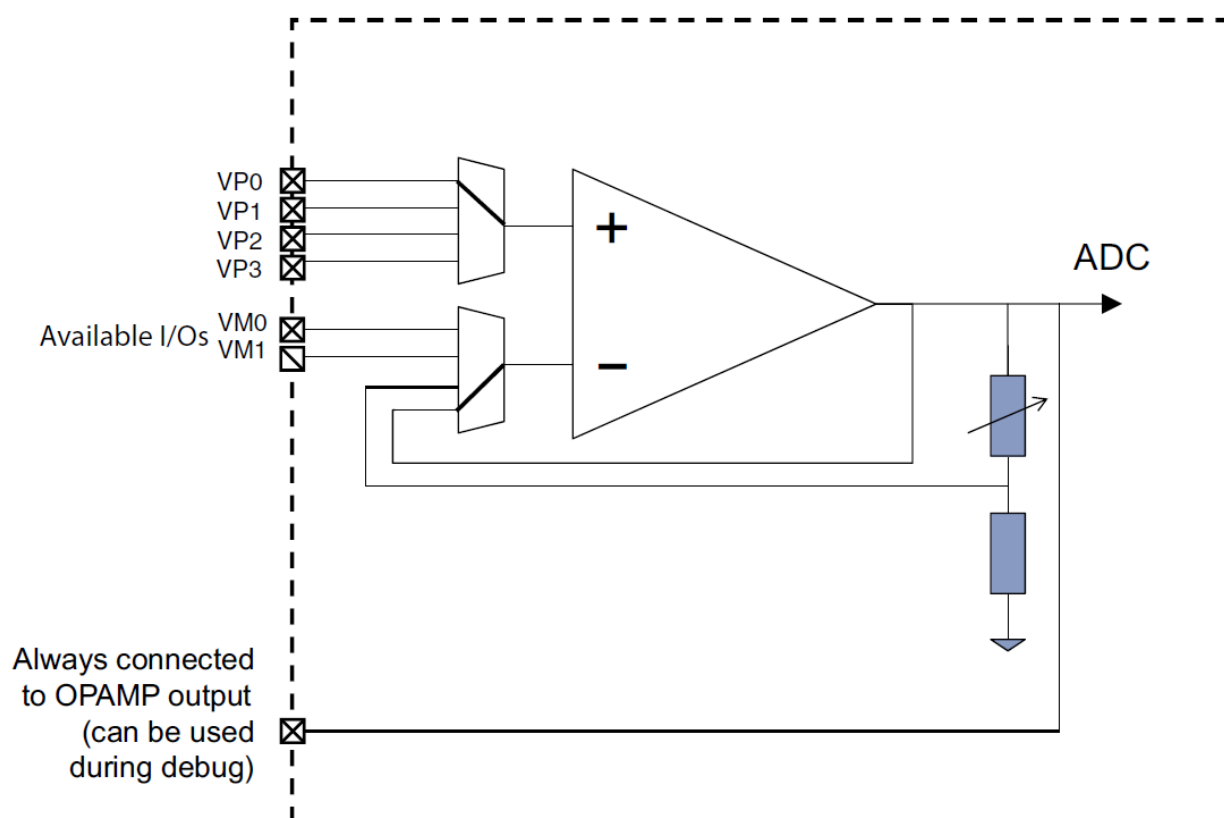 VP0
VP1
VP2
VP3
Available I/Os
VM0
VM1
+
−
ADC
Always connected
to OPAMP output
(can be used
during debug)